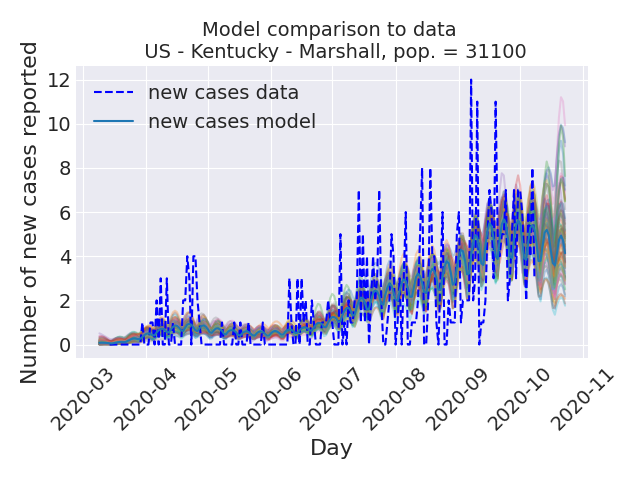 Model comparison to data
US - Kentucky - Marshall, pop. = 31100
Number of new cases reported
12
10
8
6
4
2
0
new cases data
new cases model
2020-03
2020-04
2020-05
2020-06
2020-07
2020-08
2020-09
2020-10
2020-11
Day